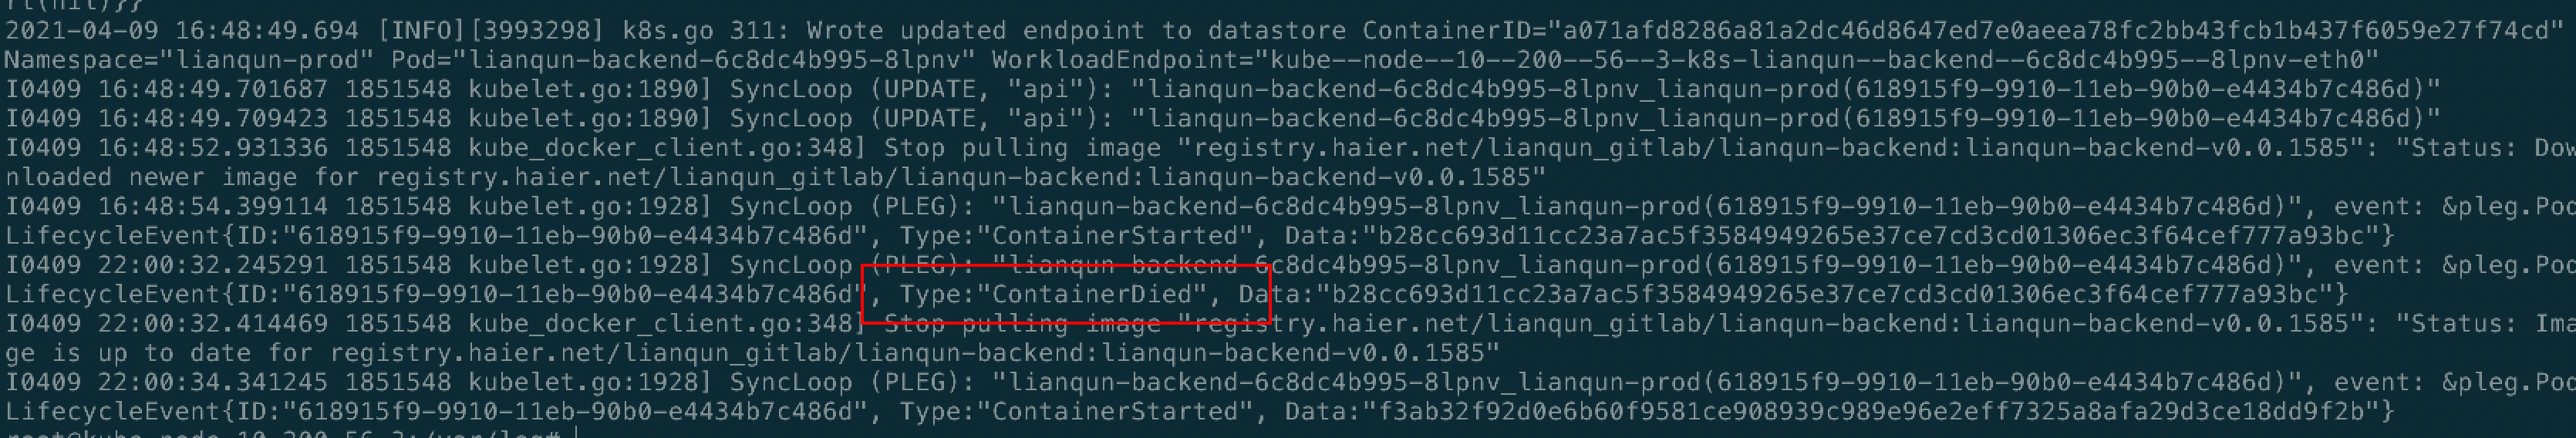 rt(nil)}}
2021-04-09 16:48:49.694 [INFO][3993298] k8s.go 311: Wrote updated endpoint to datastore ContainerID="a071afd8286a81a2dc46d8647ed7e0aeea78fc2bb43fcb1b437f6059e27f74cd"
Namespace="lianqun-prod" Pod="lianqun-backend-6c8dc4b995-8lpnv" WorkloadEndpoint="kube--node--10--200--56--3-k8s-lianqun--backend--6c8dc4b995--8lpnv-eth0"
I0409 16:48:49.701687 1851548 kubelet.go:1890] SyncLoop (UPDATE, "api"): "lianqun-backend-6c8dc4b995-8lpnv_lianqun-prod(618915f9-9910-11eb-90b0-e4434b7c486d)"
I0409 16:48:49.709423 1851548 kubelet.go:1890] SyncLoop (UPDATE, "api"): "lianqun-backend-6c8dc4b995-8lpnv_lianqun-prod(618915f9-9910-11eb-90b0-e4434b7c486d)"
I0409 16:48:52.931336 1851548 kube_docker_client.go:348] Stop pulling image "registry.haier.net/lianqun_gitlab/lianqun-backend:lianqun-backend-v0.0.1585": "Status: Dow
nloaded newer image for registry.haier.net/lianqun_gitlab/lianqun-backend:lianqun-backend-v0.0.1585"
I0409 16:48:54.399114 1851548 kubelet.go:1928] SyncLoop (PLEG): "lianqun-backend-6c8dc4b995-8lpnv_lianqun-prod(618915f9-9910-11eb-90b0-e4434b7c486d)", event: &pleg.Pod
LifecycleEvent{ID:"618915f9-9910-11eb-90b0-e4434b7c486d", Type:"ContainerStarted", Data:"b28cc693d11cc23a7ac5f3584949265e37ce7cd3cd01306ec3f64cef777a93bc"}
I0409 22:00:32.245291 1851548 kubelet.go:1928] SyncLoop (PLEG): "lianqun-backend-6c8dc4b995-8lpnv_lianqun-prod(618915f9-9910-11eb-90b0-e4434b7c486d)", event: &pleg.Pod
LifecycleEvent{ID:"618915f9-9910-11eb-90b0-e4434b7c486d", Type:"ContainerDied", Data:"b28cc693d11cc23a7ac5f3584949265e37ce7cd3cd01306ec3f64cef777a93bc"}
I0409 22:00:32.414469 1851548 kube_docker_client.go:348] Stop pulling image "registry.haier.net/lianqun_gitlab/lianqun-backend:lianqun-backend-v0.0.1585": "Status: Ima
ge is up to date for registry.haier.net/lianqun_gitlab/lianqun-backend:lianqun-backend-v0.0.1585"
I0409 22:00:34.341245 1851548 kubelet.go:1928] SyncLoop (PLEG): "lianqun-backend-6c8dc4b995-8lpnv_lianqun-prod(618915f9-9910-11eb-90b0-e4434b7c486d)", event: &pleg.Pod
LifecycleEvent{ID:"618915f9-9910-11eb-90b0-e4434b7c486d", Type:"ContainerStarted", Data:"f3ab32f92d0e6b60f9581ce908939c989e96e2eff7325a8afa29d3ce18dd9f2b"}
root@kube-node-10-200-56-3:/var/log#